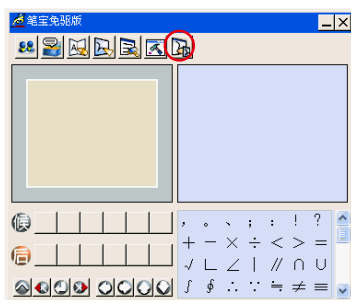 笔宝免驱版
候
后
， 。 、 ； ： ！ ？
＋ － × ÷ ＜ ＞ ＝
√ ∟ ∠ ∣ ∥ ∩ ∪
∫ ∮ ∴ ∵ ≒ ≠ ≡